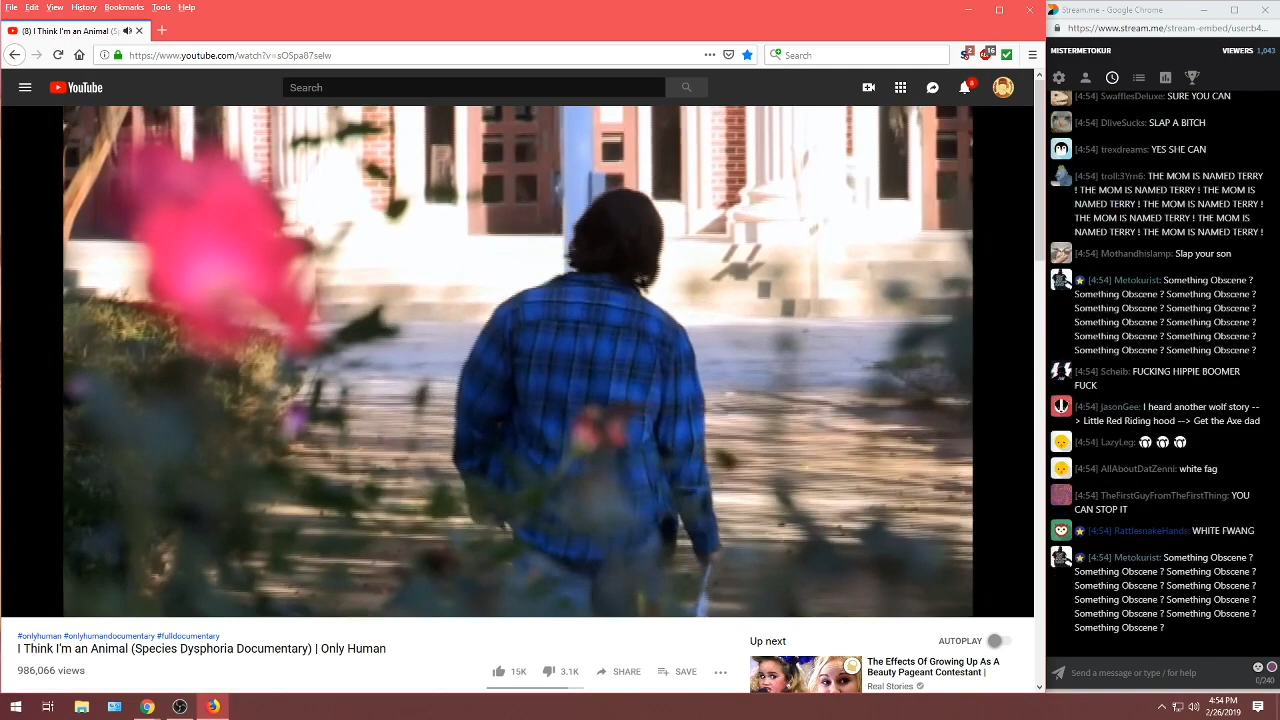 File Edit View History Bookmarks Tools Help
(8) I Think I'm an Animal (S
https://www.youtube.com/watch?v=sOSpa87selw
Search
YouTube
Search
8
2
16
I Think I'm an Animal (Species Dysphoria Documentary) | Only Human
#onlyhuman #onlyhumandocumentary #fulldocumentary
986,066 views
15K 3.1K SHARE SAVE
Up next
AUTOPLAY
The Effects Of Growing Up As A
Beauty Pageant Contestant |
Real Stories
Stream.me - Google Chrome
https://www.stream.me/stream-embed/userb4...
MISTERMETOKUR
VIEWERS 1,043
[4:54] SwafflesDeluxe: SURE YOU CAN
[4:54] DliveSucks: SLAP A BITCH
[4:54] trexdreams: YES SHE CAN
[4:54] troll:3Yrn6: THE MOM IS NAMED TERRY
! THE MOM IS NAMED TERRY ! THE MOM IS
NAMED TERRY ! THE MOM IS NAMED TERRY !
THE MOM IS NAMED TERRY ! THE MOM IS
NAMED TERRY ! THE MOM IS NAMED TERRY !
[4:54] Mothandhislamp: Slap your son
[4:54] Metokurist: Something Obscene ?
Something Obscene ? Something Obscene ?
Something Obscene ? Something Obscene ?
Something Obscene ? Something Obscene ?
Something Obscene ? Something Obscene ?
Something Obscene ? Something Obscene ?
[4:54] Scheib: FUCKING HIPPIE BOOMER
FUCK
[4:54] JasonGee: I heard another wolf story --
> Little Red Riding hood --> Get the Axe dad
[4:54] LazyLeg:
[4:54] AllAboutDatZenni: white fag
[4:54] TheFirstGuyFromTheFirstThing: YOU
CAN STOP IT
[4:54] RattlesnakeHands: WHITE FWANG
[4:54] Metokurist: Something Obscene ?
Something Obscene ? Something Obscene ?
Something Obscene ? Something Obscene ?
Something Obscene ? Something Obscene ?
Something Obscene ? Something Obscene ?
Something Obscene ?
Send a message or type / for help
0/240
4:54 PM
2/26/2019